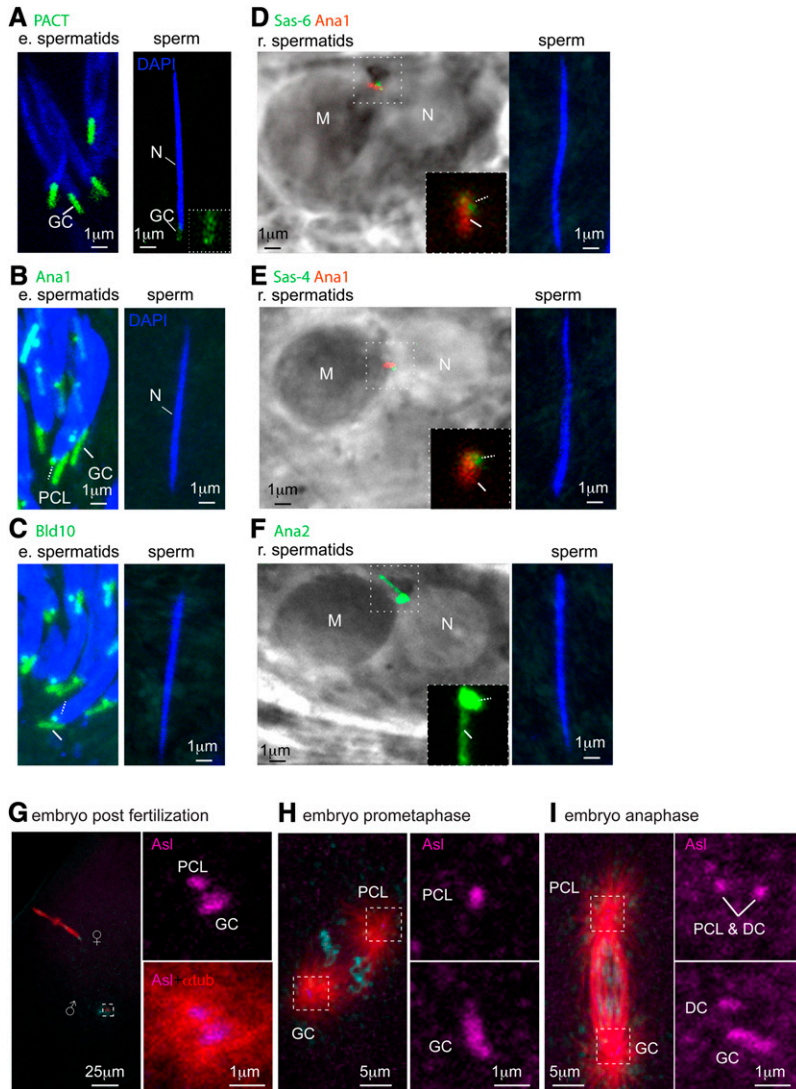 A PACT
e. spermatids sperm
DAPI
N
GC
GC
1μm 1μm
B Ana1
e. spermatids sperm
DAPI
N
GC
PCL
1μm 1μm
C Bld10
e. spermatids sperm
1μm 1μm
D Sas-6 Ana1
r. spermatids sperm
M N
1μm 1μm
E Sas-4 Ana1
r. spermatids sperm
M N
1μm 1μm
F Ana2
r. spermatids sperm
M N
1μm 1μm
G embryo post fertilization
Asl
PCL
GC
♀
♂
Asl αtub
25μm 1μm
H embryo prometaphase
Asl
PCL
PCL
GC
GC
5μm 1μm
I embryo anaphase
Asl
PCL
PCL & DC
DC
GC
GC
5μm 1μm